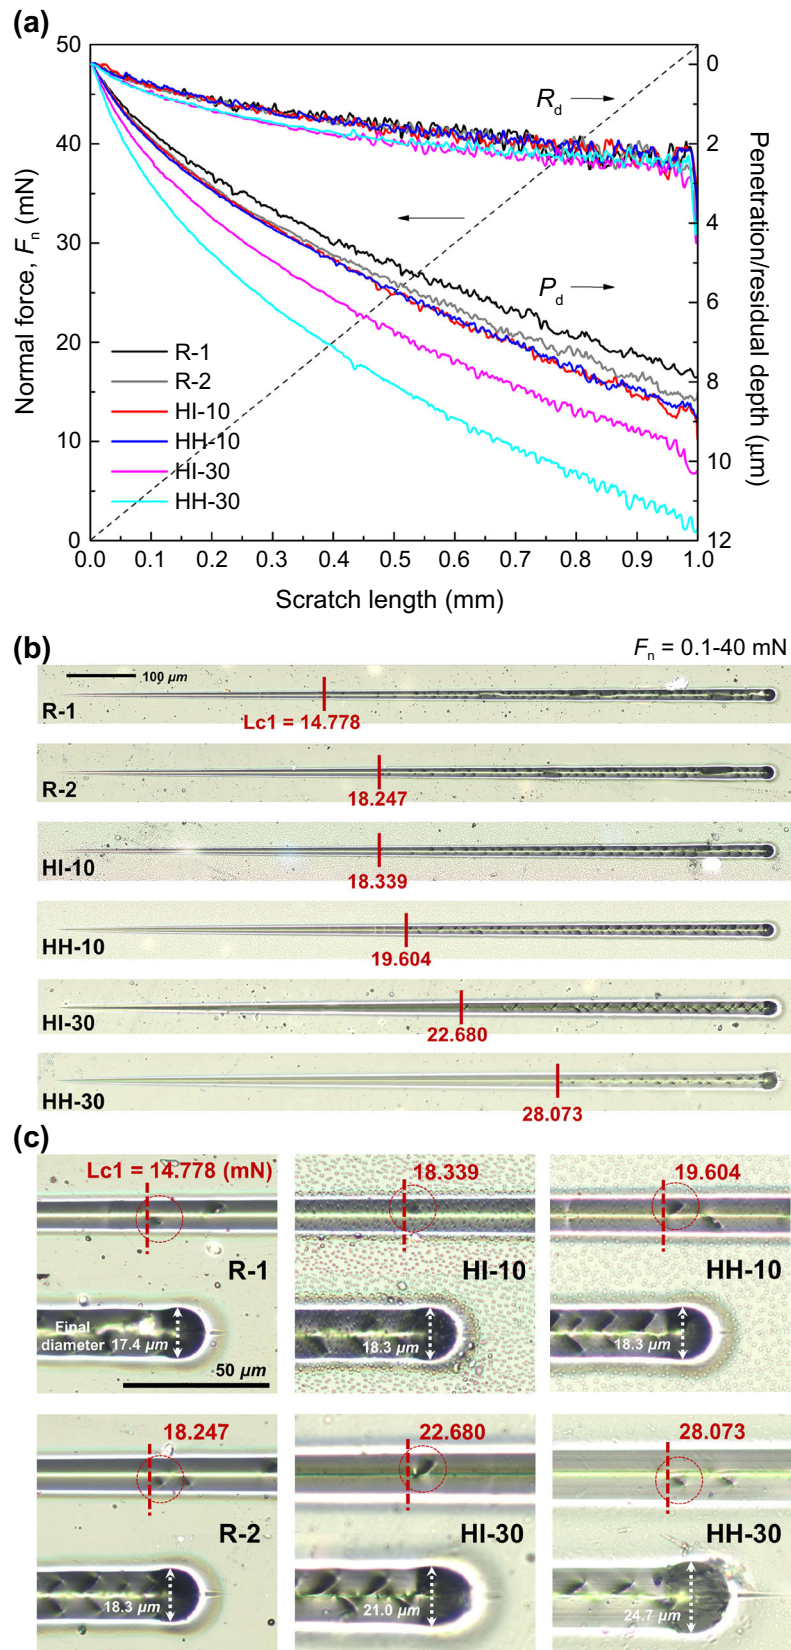 (a)
50
40
30
20
10
0
Normal force, Fn (mN)
0
2
4
6
8
10
12
Penetration/residual depth (μm)
Rd
Pd
R-1
R-2
HI-10
HH-10
HI-30
HH-30
0.0 0.1 0.2 0.3 0.4 0.5 0.6 0.7 0.8 0.9 1.0
Scratch length (mm)
(b)
Fn = 0.1-40 mN
100 μm
R-1
Lc1 = 14.778
R-2
18.247
HI-10
18.339
HH-10
19.604
HI-30
22.680
HH-30
28.073
(c)
Lc1 = 14.778 (mN)
R-1
Final
diameter 17.4 μm
50 μm
18.339
HI-10
18.3 μm
19.604
HH-10
18.3 μm
18.247
R-2
18.3 μm
22.680
HI-30
21.0 μm
28.073
HH-30
24.7 μm